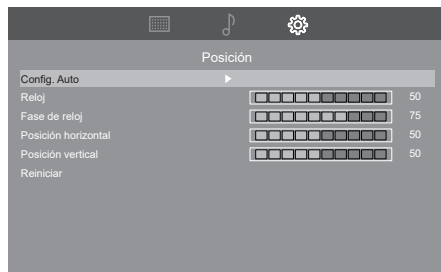 Posición
Config. Auto
Reloj 50
Fase de reloj 75
Posición horizontal 50
Posición vertical 50
Reiniciar